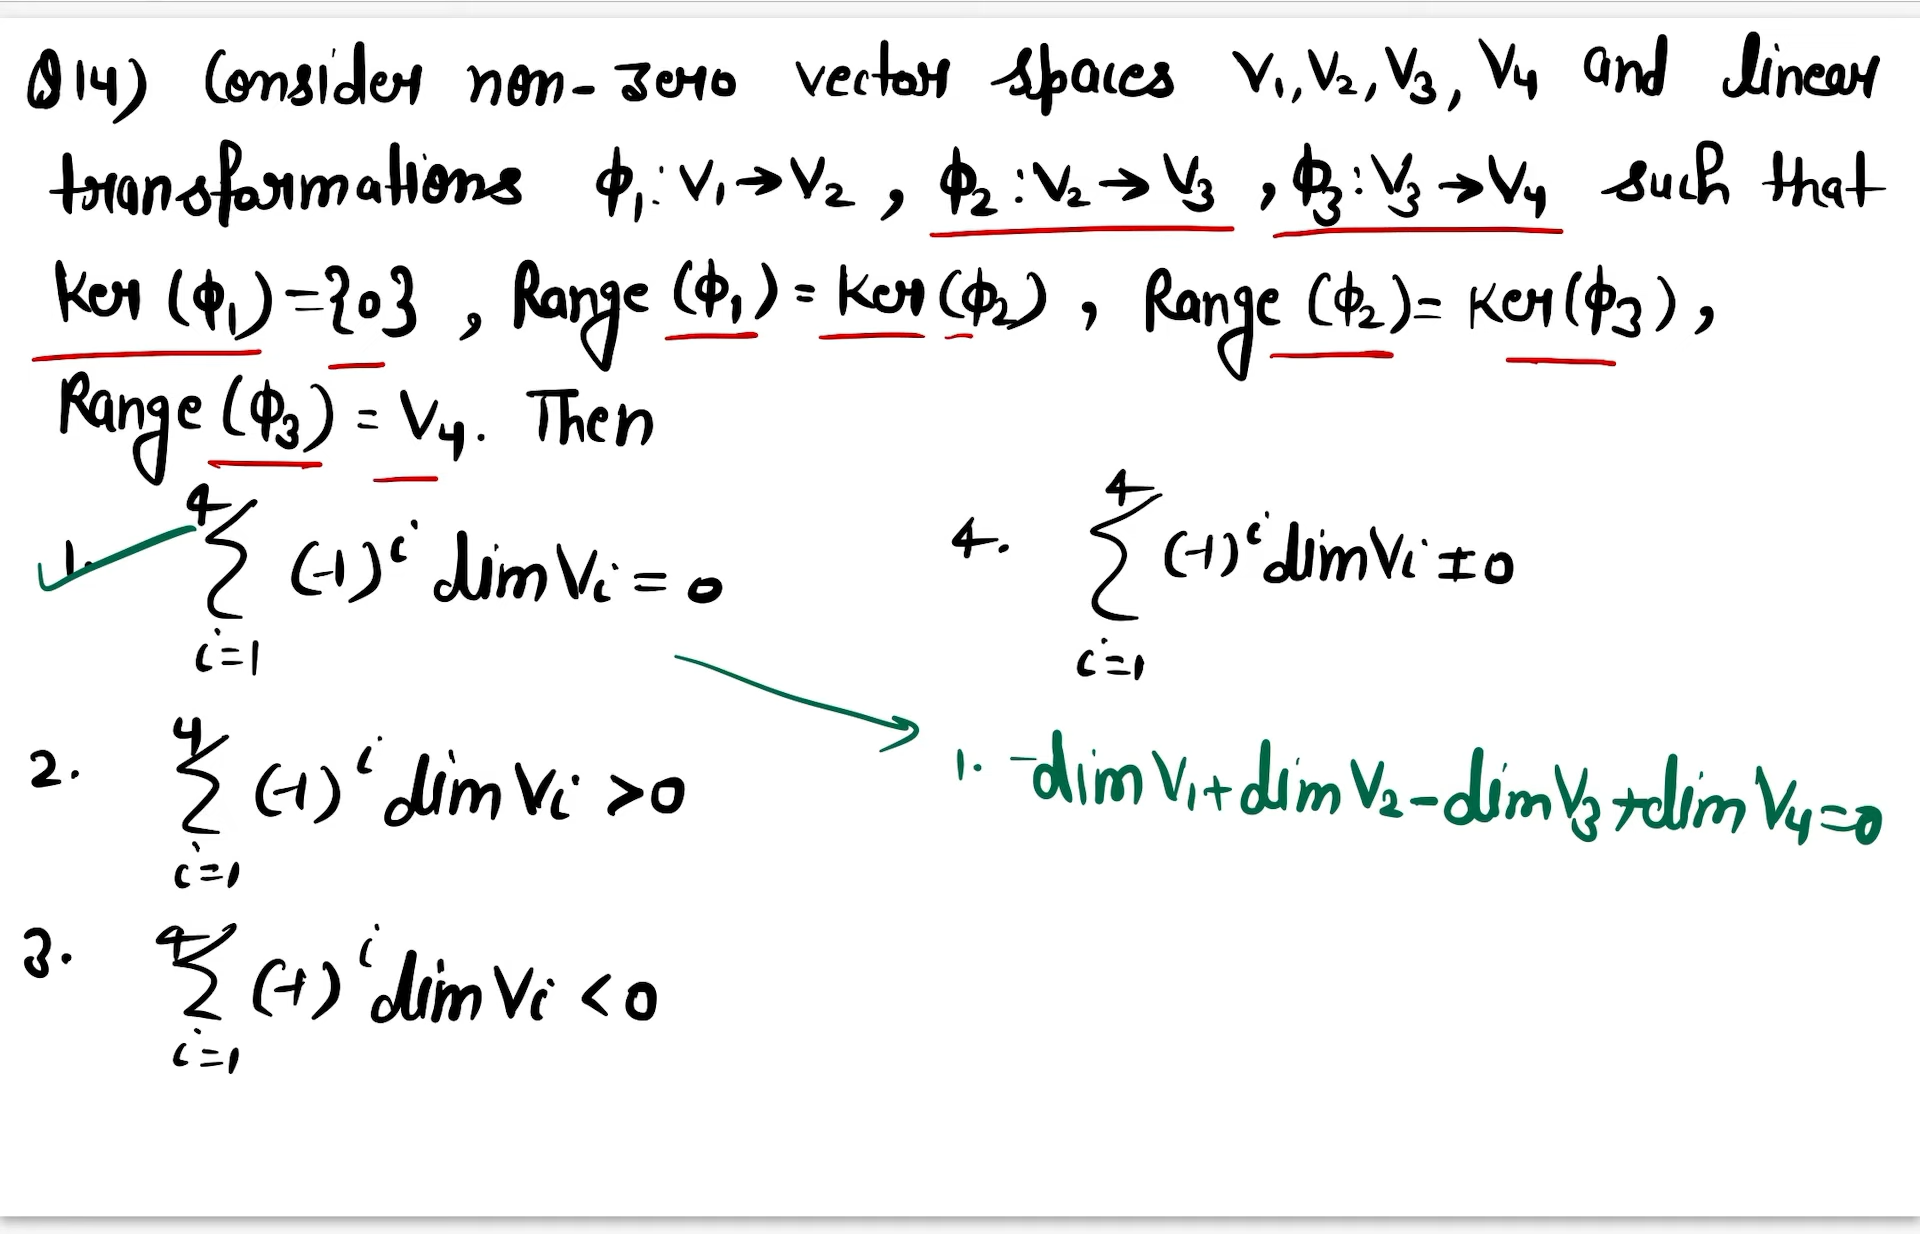 Q14) Consider non-zero vector spaces V₁, V₂, V₃, V₄ and linear
transformations ϕ₁: V₁→V₂, ϕ₂: V₂→V₃, ϕ₃: V₃→V₄ such that
Ker (ϕ₁)={0}, Range (ϕ₁) = Ker (ϕ₂), Range (ϕ₂)= Ker(ϕ₃),
Range (ϕ₃) = V₄. Then
1. ∑_{i=1}^{4} (-1)^i dim Vi = 0
4. ∑_{i=1}^{4} (-1)^i dim Vi ≠ 0
2. ∑_{i=1}^{4} (-1)^i dim Vi > 0
1. -dim V₁ + dim V₂ - dim V₃ + dim V₄ = 0
3. ∑_{i=1}^{4} (-1)^i dim Vi < 0